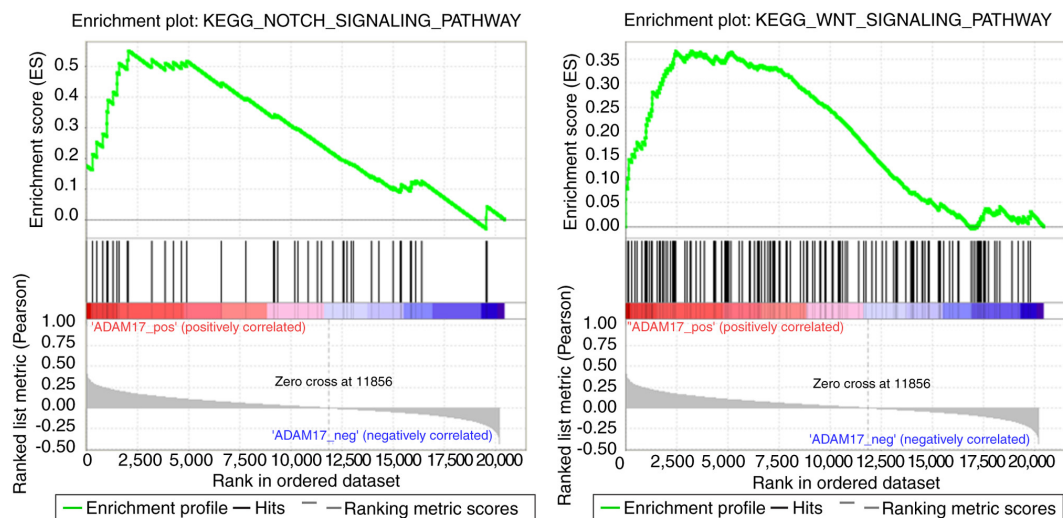 Enrichment plot: KEGG_NOTCH_SIGNALING_PATHWAY
Enrichment score (ES)
0.5
0.4
0.3
0.2
0.1
0.0
'ADAM17_pos' (positively correlated)
Ranked list metric (Pearson)
1.00
0.75
0.50
0.25
0.00
-0.25
-0.50
Zero cross at 11856
'ADAM17_neg' (negatively correlated)
0 2,500 5,000 7,500 10,000 12,500 15,000 17,500 20,000
Rank in ordered dataset
Enrichment profile Hits Ranking metric scores
Enrichment plot: KEGG_WNT_SIGNALING_PATHWAY
Enrichment score (ES)
0.35
0.30
0.25
0.20
0.15
0.10
0.05
0.00
"ADAM17_pos' (positively correlated)
Ranked list metric (Pearson)
1.00
0.75
0.50
0.25
0.00
-0.25
-0.50
Zero cross at 11856
'ADAM17_neg' (negatively correlated)
0 2,500 5,000 7,500 10,000 12,500 15,000 17,500 20,000
Rank in ordered dataset
Enrichment profile Hits Ranking metric scores